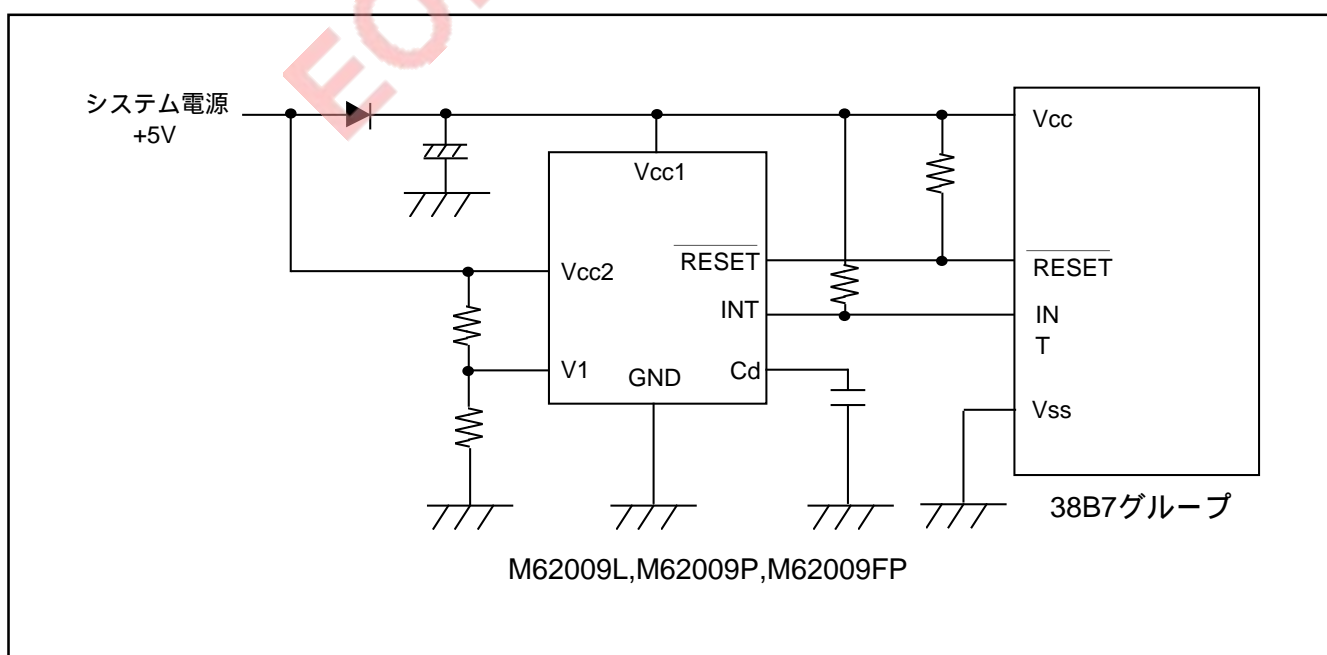 EO
システム電源
+5V
Vcc
Vcc1
Vcc2
RESET
RESET
INT
IN
T
V1
GND
Cd
Vss
38B7グループ
M62009L,M62009P,M62009FP